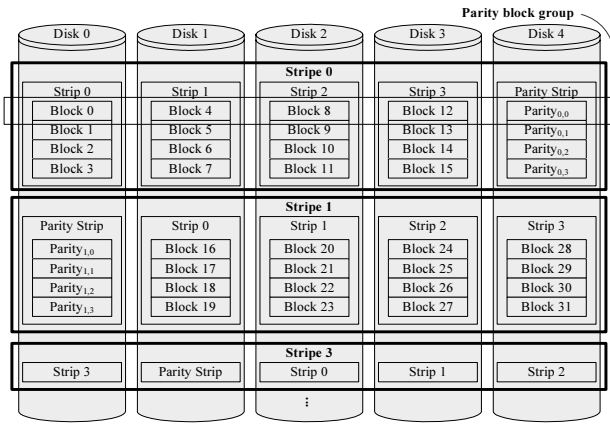 Parity block group
Disk 0 Disk 1 Disk 2 Disk 3 Disk 4
Stripe 0
Strip 0 Strip 1 Strip 2 Strip 3 Parity Strip
Block 0 Block 4 Block 8 Block 12 Parity0,0
Block 1 Block 5 Block 9 Block 13 Parity0,1
Block 2 Block 6 Block 10 Block 14 Parity0,2
Block 3 Block 7 Block 11 Block 15 Parity0,3
Stripe 1
Parity Strip Strip 0 Strip 1 Strip 2 Strip 3
Parity1,0 Block 16 Block 20 Block 24 Block 28
Parity1,1 Block 17 Block 21 Block 25 Block 29
Parity1,2 Block 18 Block 22 Block 26 Block 30
Parity1,3 Block 19 Block 23 Block 27 Block 31
Stripe 3
Strip 3 Parity Strip Strip 0 Strip 1 Strip 2
⋮